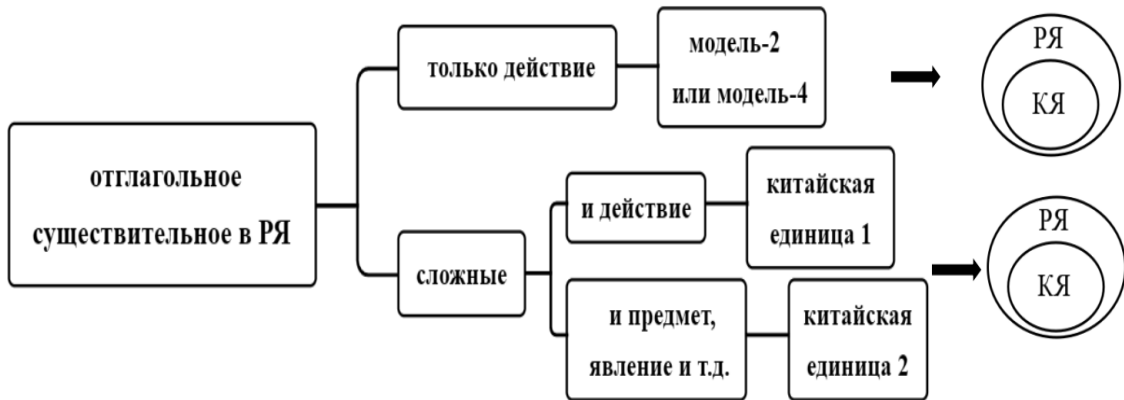 отглагольное
существительное в РЯ
только действие
модель-2
или модель-4
РЯ
КЯ
сложные
и действие
китайская
единица 1
и предмет,
явление и т.д.
китайская
единица 2
РЯ
КЯ